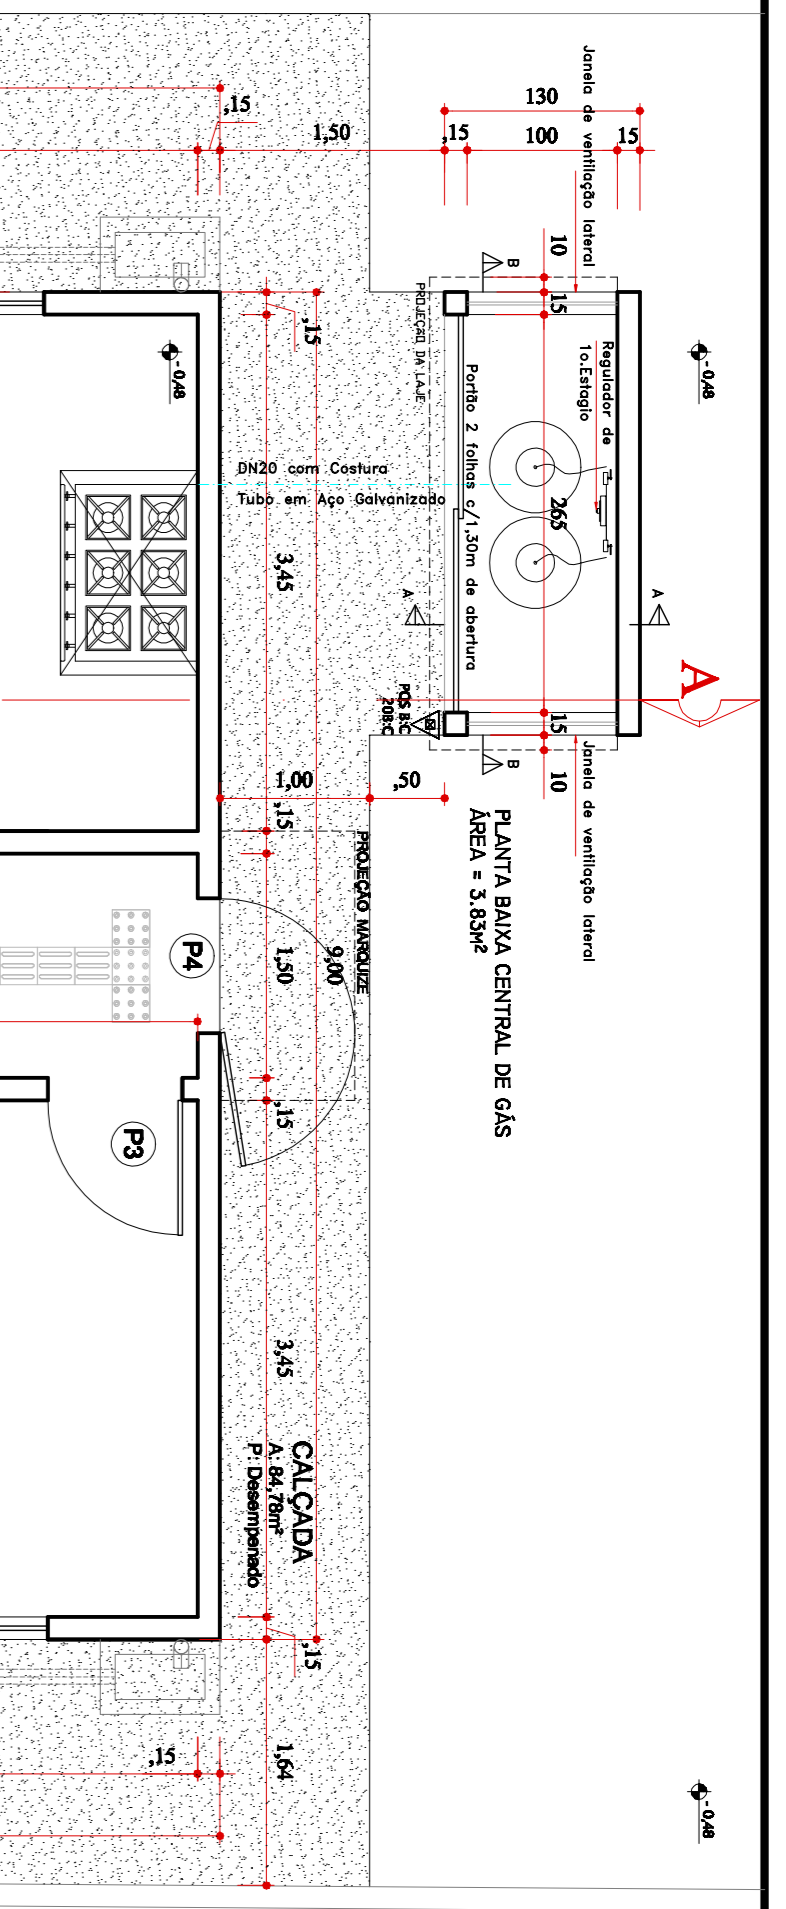 ,15
1,50
130
,15
100
15
Janela de ventilação lateral
10
15
B
PROJEÇÃO DA LAJE
,15
- 0,48
- 0,48
Regulador de
1o.Estagio
Portão 2 folhas c/1,30m de abertura
DN20 com Costura
Tubo em Aço Galvanizado
265
3,45
A
A
A
PQS B:C
20B:C
15
10
B
Janela de ventilação lateral
1,00
,50
,15
PLANTA BAIXA CENTRAL DE GÁS
ÁREA = 3.83M²
PROJEÇÃO MARQUIZE
P4
1,50
9,00
,15
P3
3,45
CALÇADA
A: 84,78m²
P: Desempenado
,15
,15
1,64
- 0,48